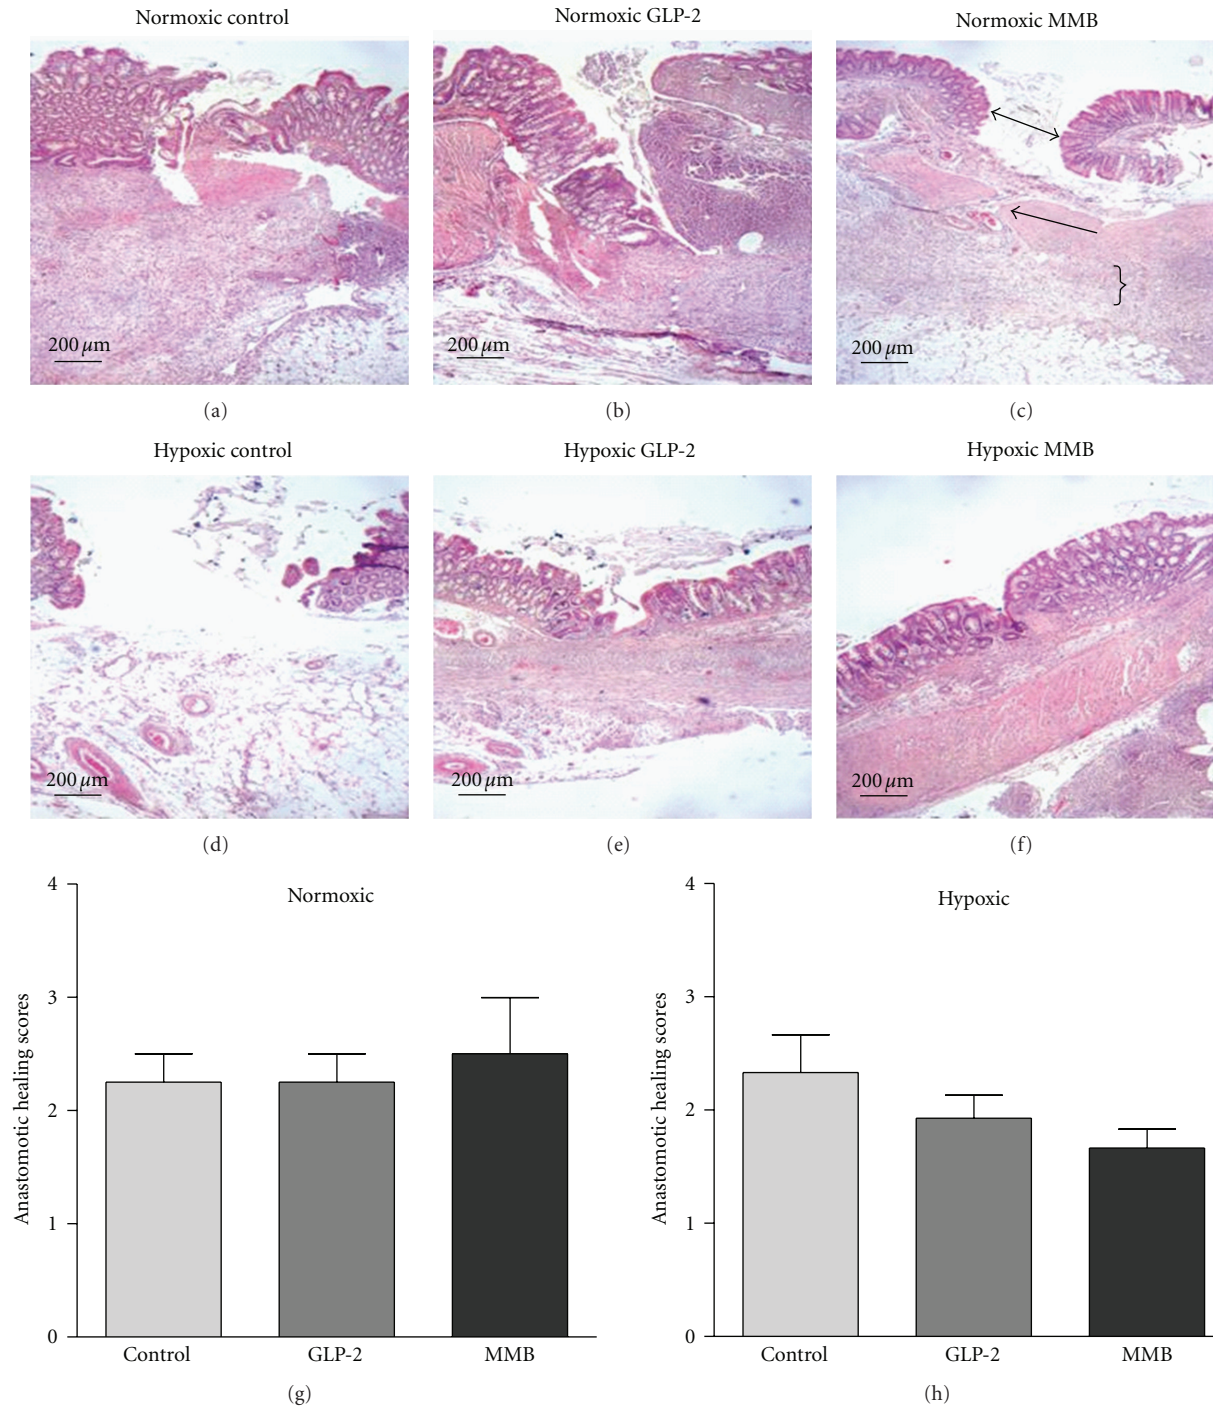 Normoxic control
Normoxic GLP-2
Normoxic MMB
200 µm
200 µm
200 µm
(a)
(b)
(c)
Hypoxic control
Hypoxic GLP-2
Hypoxic MMB
200 µm
200 µm
200 µm
(d)
(e)
(f)
Normoxic
Anastomotic healing scores
4
3
2
1
0
Control
GLP-2
MMB
(g)
Hypoxic
Anastomotic healing scores
4
3
2
1
0
Control
GLP-2
MMB
(h)